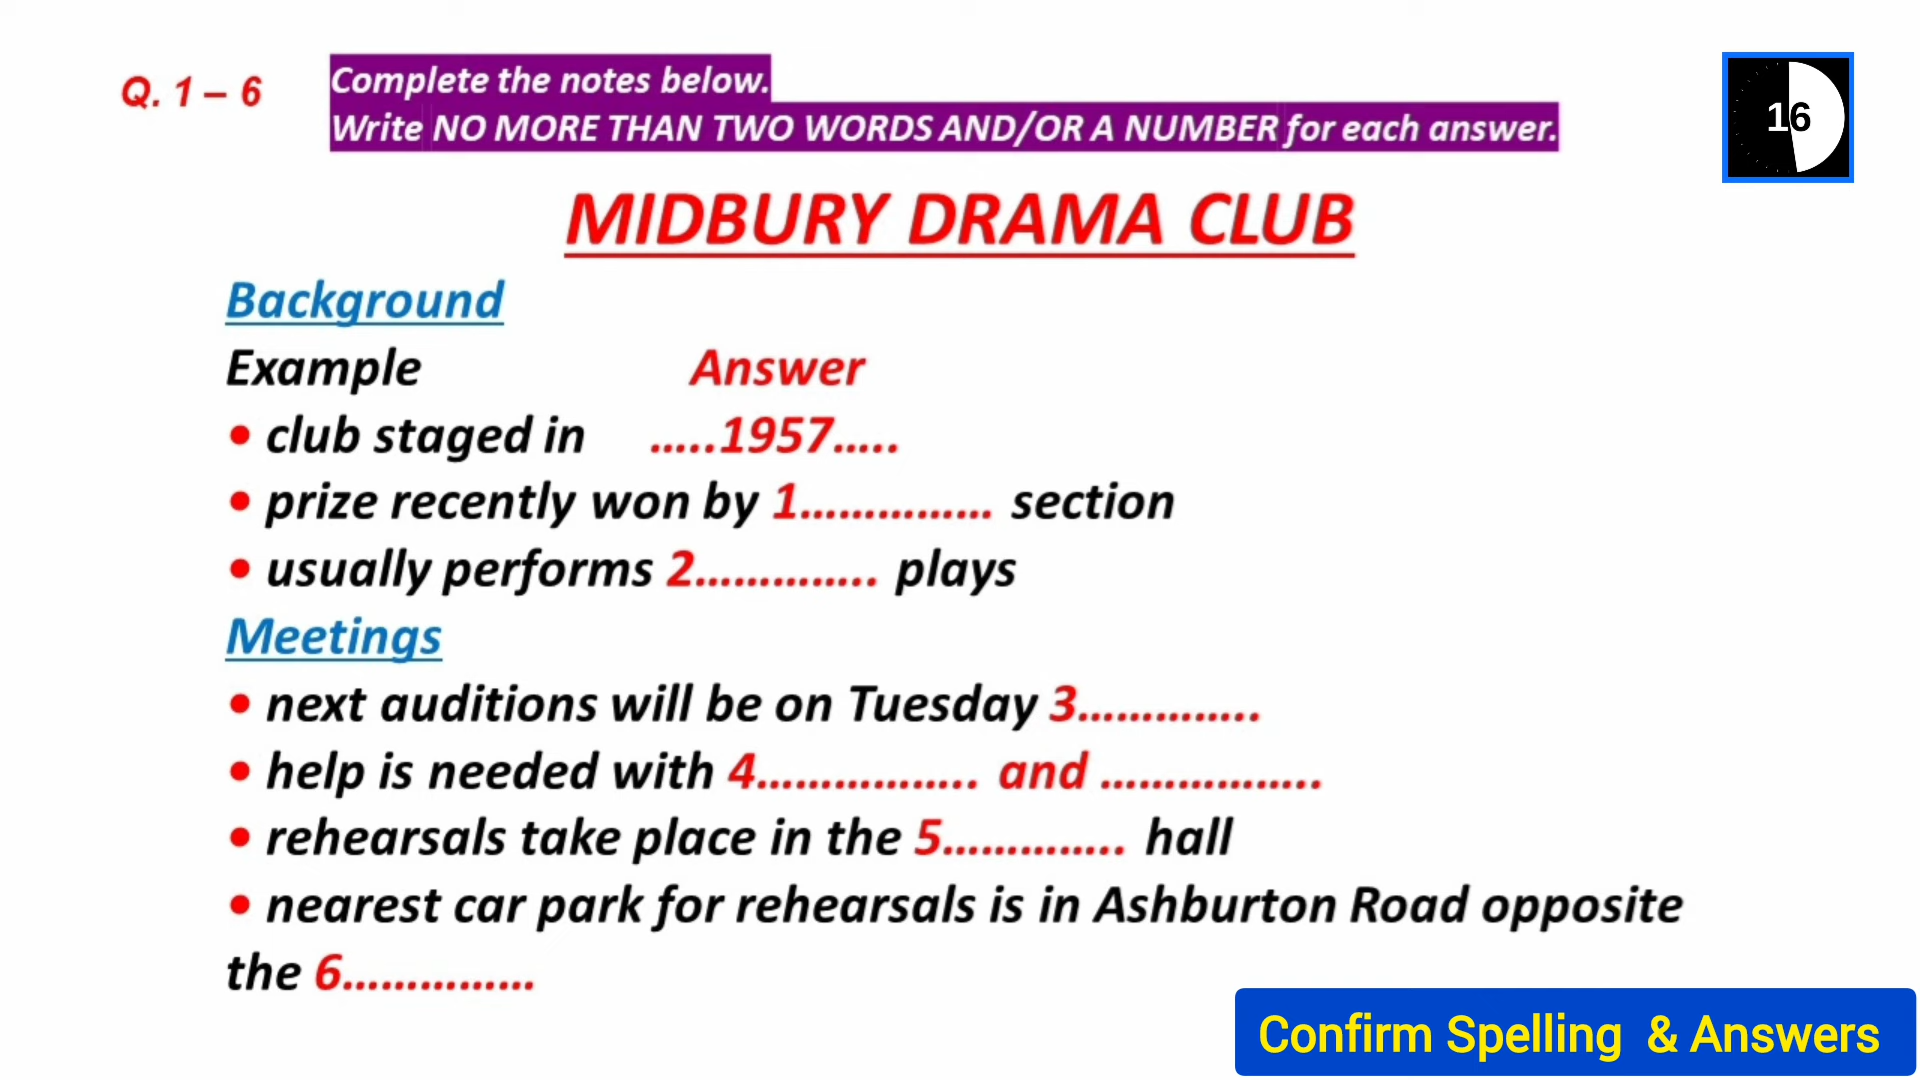 Q. 1 – 6
Complete the notes below.
Write NO MORE THAN TWO WORDS AND/OR A NUMBER for each answer.
16
MIDBURY DRAMA CLUB
Background
Example Answer
• club staged in .....1957.....
• prize recently won by 1............... section
• usually performs 2.............. plays
Meetings
• next auditions will be on Tuesday 3..............
• help is needed with 4................. and .................
• rehearsals take place in the 5.............. hall
• nearest car park for rehearsals is in Ashburton Road opposite
the 6...............
Confirm Spelling & Answers